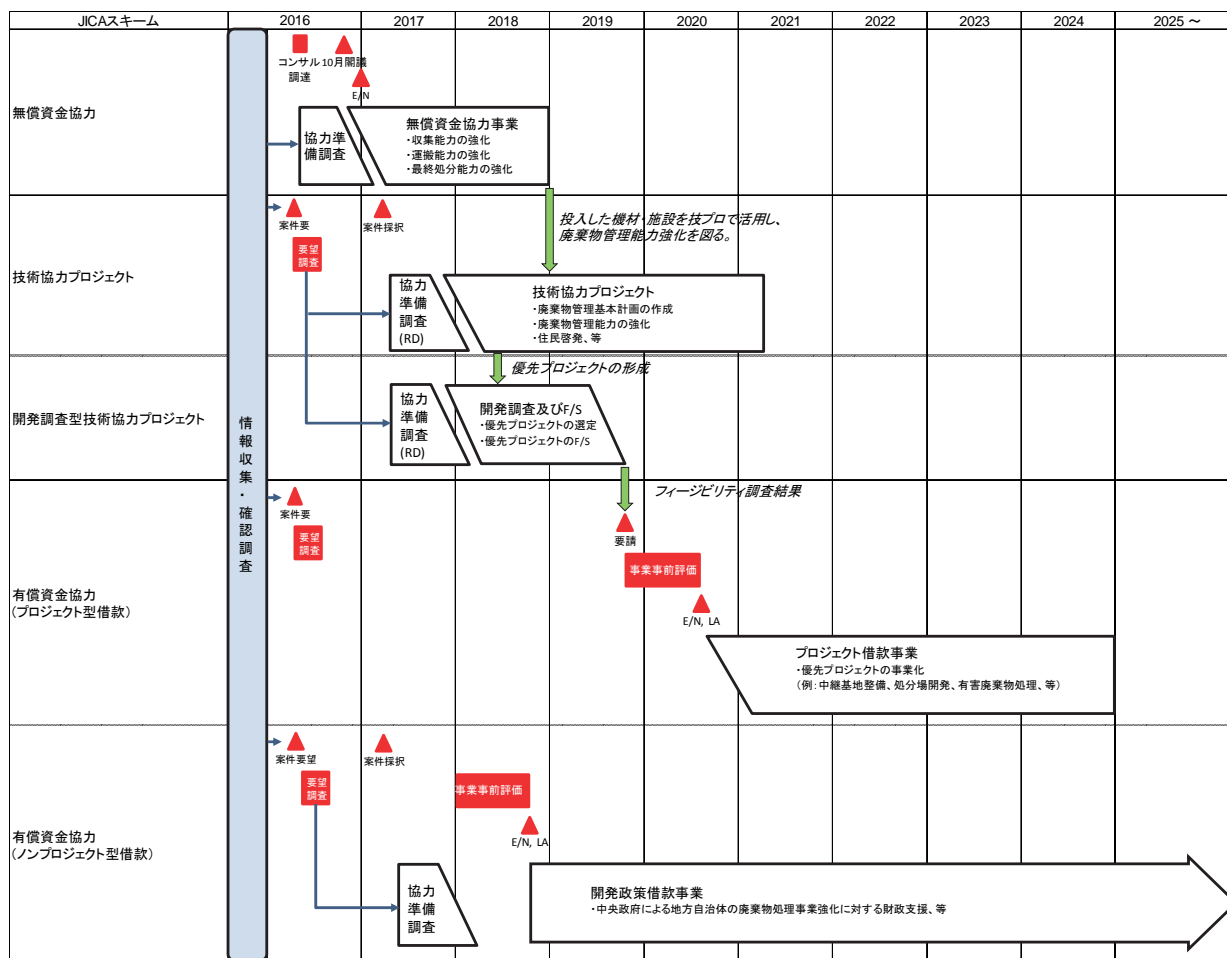 JICAスキーム
2016
2017
2018
2019
2020
2021
2022
2023
2024
2025 ～
情報収集・確認調査
無償資金協力
コンサル
調達
10月閣議
E/N
協力準
備調査
無償資金協力事業
・収集能力の強化
・運搬能力の強化
・最終処分能力の強化
投入した機材・施設を技プロで活用し、
廃棄物管理能力強化を図る。
技術協力プロジェクト
案件要
案件採択
要望
調査
協力
準備
調査
(RD)
技術協力プロジェクト
・廃棄物管理基本計画の作成
・廃棄物管理能力の強化
・住民啓発、等
優先プロジェクトの形成
開発調査型技術協力プロジェクト
協力
準備
調査
(RD)
開発調査及びF/S
・優先プロジェクトの選定
・優先プロジェクトのF/S
フィージビリティ調査結果
有償資金協力
（プロジェクト型借款）
案件要
要望
調査
要請
事業事前評価
E/N, LA
プロジェクト借款事業
・優先プロジェクトの事業化
（例：中継基地整備、処分場開発、有害廃棄物処理、等）
有償資金協力
（ノンプロジェクト型借款）
案件要望
案件採択
要望
調査
事業事前評価
E/N, LA
協力
準備
調査
開発政策借款事業
・中央政府による地方自治体の廃棄物処理事業強化に対する財政支援、等